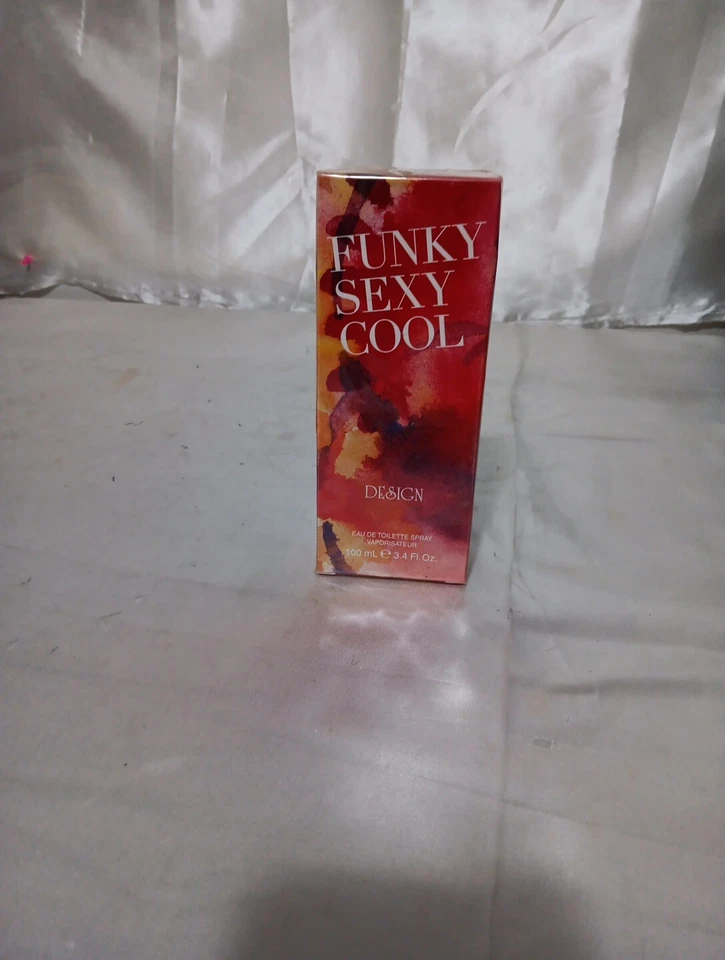 FUNKY
SEXY
COOL
DESIGN
EAU DE TOILETTE SPRAY
VAPORISATEUR
100 mL ℮ 3.4 Fl. Oz.